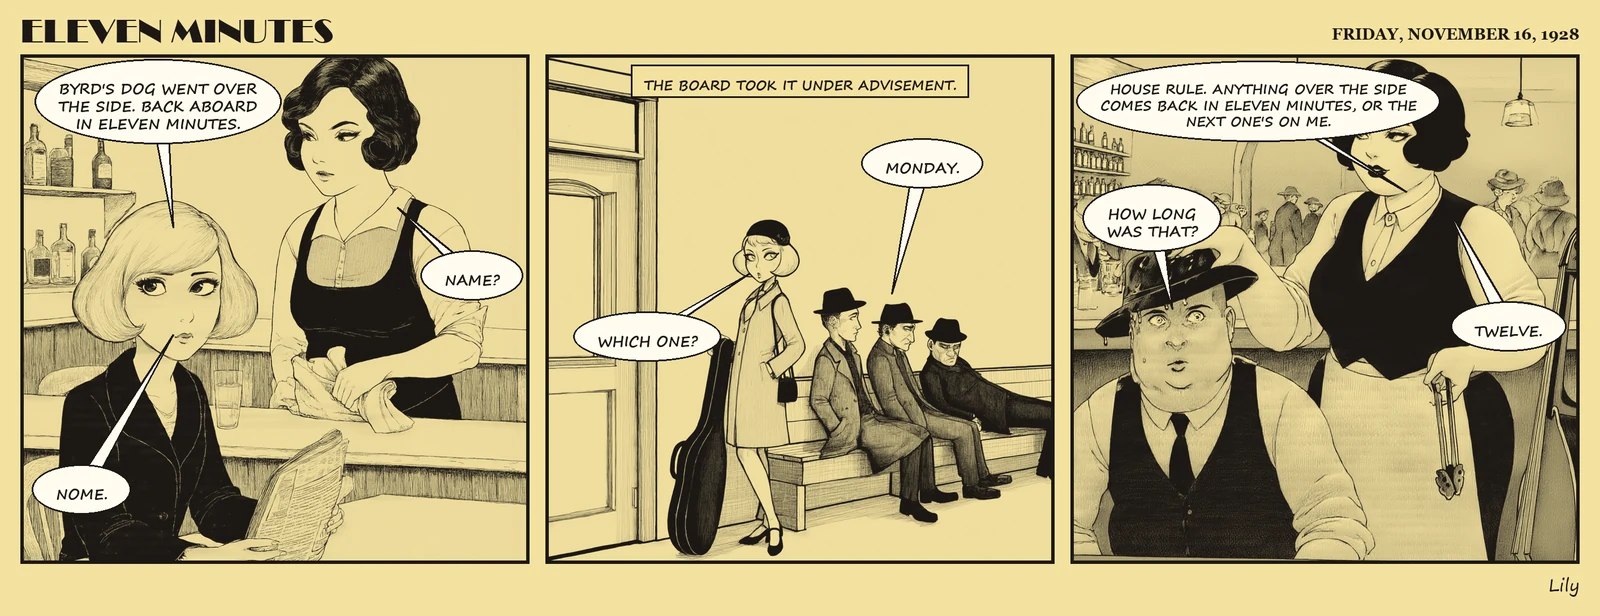 ELEVEN MINUTES
FRIDAY, NOVEMBER 16, 1928
BYRD'S DOG WENT OVER
THE SIDE. BACK ABOARD
IN ELEVEN MINUTES.
NAME?
NOME.
THE BOARD TOOK IT UNDER ADVISEMENT.
MONDAY.
WHICH ONE?
HOUSE RULE. ANYTHING OVER THE SIDE
COMES BACK IN ELEVEN MINUTES, OR THE
NEXT ONE'S ON ME.
HOW LONG
WAS THAT?
TWELVE.
Lily